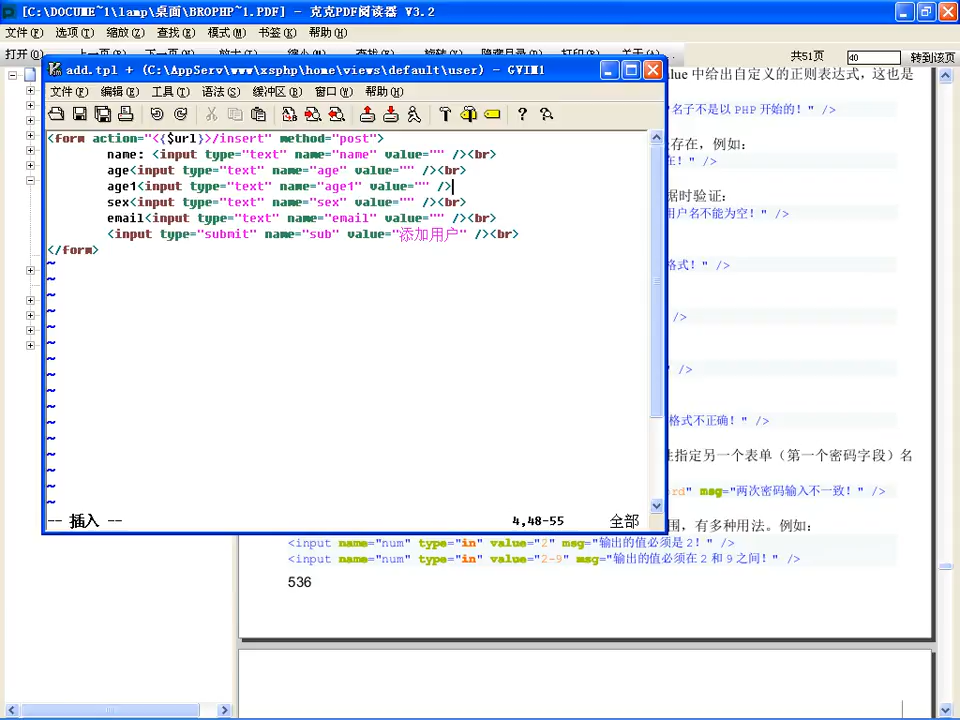 [C:\DOCUME~1\lamp\桌面\BROPHP~1.PDF] - 克克PDF阅读器 V3.2
文件(F) 选项(T) 缩放(Z) 查找(E) 模式(M) 书签(K) 帮助(H)
共51页 40 转到该页
add.tpl + (C:\AppServ\www\xsphp\home\views\default\user) - GVIM1
文件(F) 编辑(E) 工具(T) 语法(S) 缓冲区(B) 窗口(W) 帮助(H)
<form action="<{$url}>/insert" method="post">
name: <input type="text" name="name" value="" /><br>
age<input type="text" name="age" value="" /><br>
age1<input type="text" name="age1" value="" />
sex<input type="text" name="sex" value="" /><br>
email<input type="text" name="email" value="" /><br>
<input type="submit" name="sub" value="添加用户" /><br>
</form>
-- 插入 --
4,48-55
全部
alue 中给出自定义的正则表达式，这也是
名子不是以 PHP 开始的！" />
存在，例如：
在！" />
据时验证：
用户名不能为空！" />
格式！" />
/>
" />
格式不正确！" />
指定另一个表单（第一个密码字段）名
rd" msg="两次密码输入不一致！" />
围，有多种用法。例如：
<input name="num" type="in" value="2" msg="输出的值必须是 2！" />
<input name="num" type="in" value="2-9" msg="输出的值必须在 2 和 9 之间！" />
536